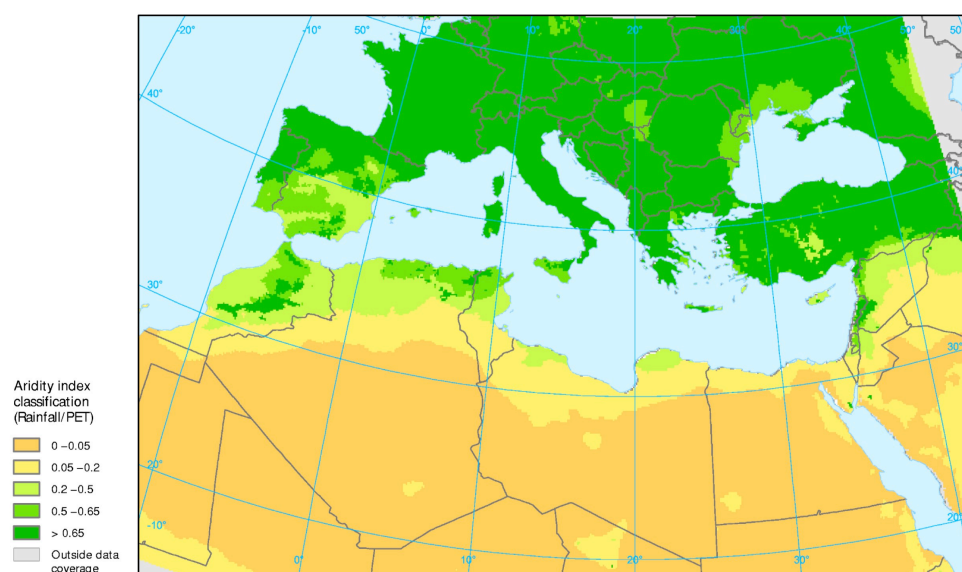 -20° -10° 50° 0° 10° 20° 30° 40° 50° 50°
40°
40°
30°
30°
Aridity index
classification
(Rainfall/PET)
0 –0.05
0.05 –0.2
20°
0.2 –0.5
0.5 –0.65
20°
> 0.65
-10°
Outside data
coverage
0° 10° 20° 30°